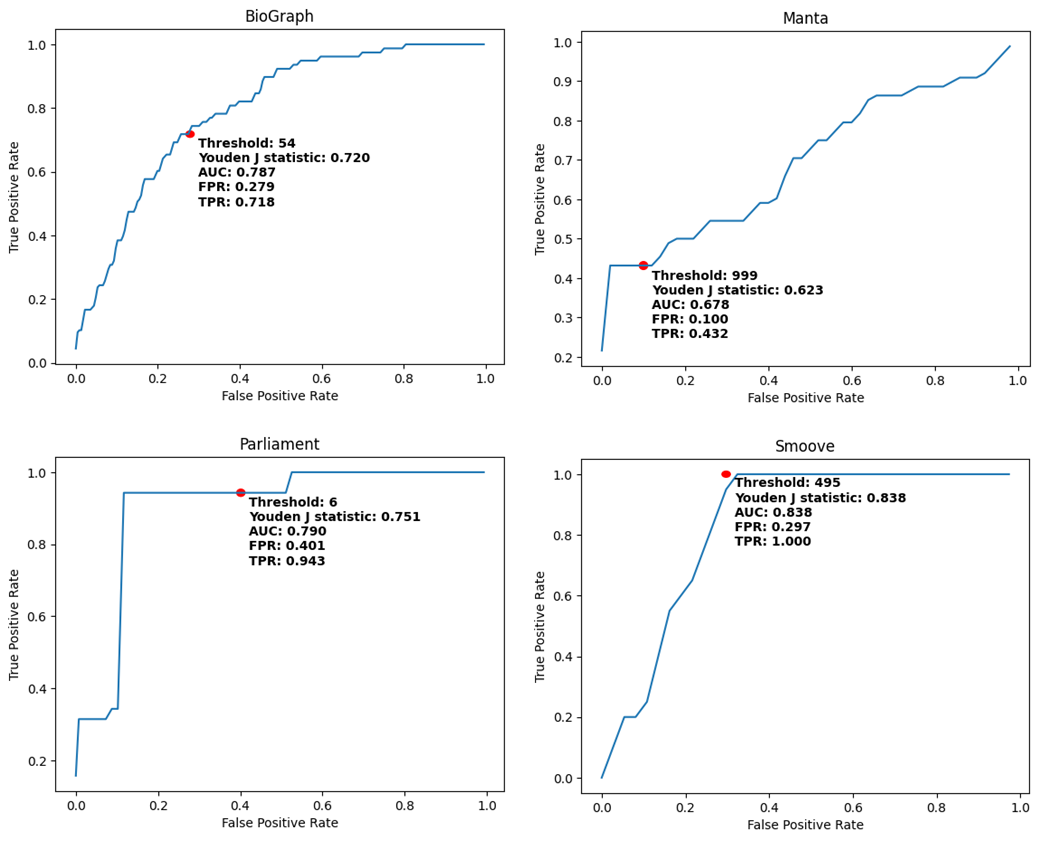 BioGraph
1.0
0.8
0.6
0.4
0.2
0.0
True Positive Rate
Threshold: 54
Youden J statistic: 0.720
AUC: 0.787
FPR: 0.279
TPR: 0.718
0.0 0.2 0.4 0.6 0.8 1.0
False Positive Rate
Manta
1.0
0.9
0.8
0.7
0.6
0.5
0.4
0.3
0.2
True Positive Rate
Threshold: 999
Youden J statistic: 0.623
AUC: 0.678
FPR: 0.100
TPR: 0.432
0.0 0.2 0.4 0.6 0.8 1.0
False Positive Rate
Parliament
1.0
0.8
0.6
0.4
0.2
True Positive Rate
Threshold: 6
Youden J statistic: 0.751
AUC: 0.790
FPR: 0.401
TPR: 0.943
0.0 0.2 0.4 0.6 0.8 1.0
False Positive Rate
Smoove
1.0
0.8
0.6
0.4
0.2
0.0
True Positive Rate
Threshold: 495
Youden J statistic: 0.838
AUC: 0.838
FPR: 0.297
TPR: 1.000
0.0 0.2 0.4 0.6 0.8 1.0
False Positive Rate